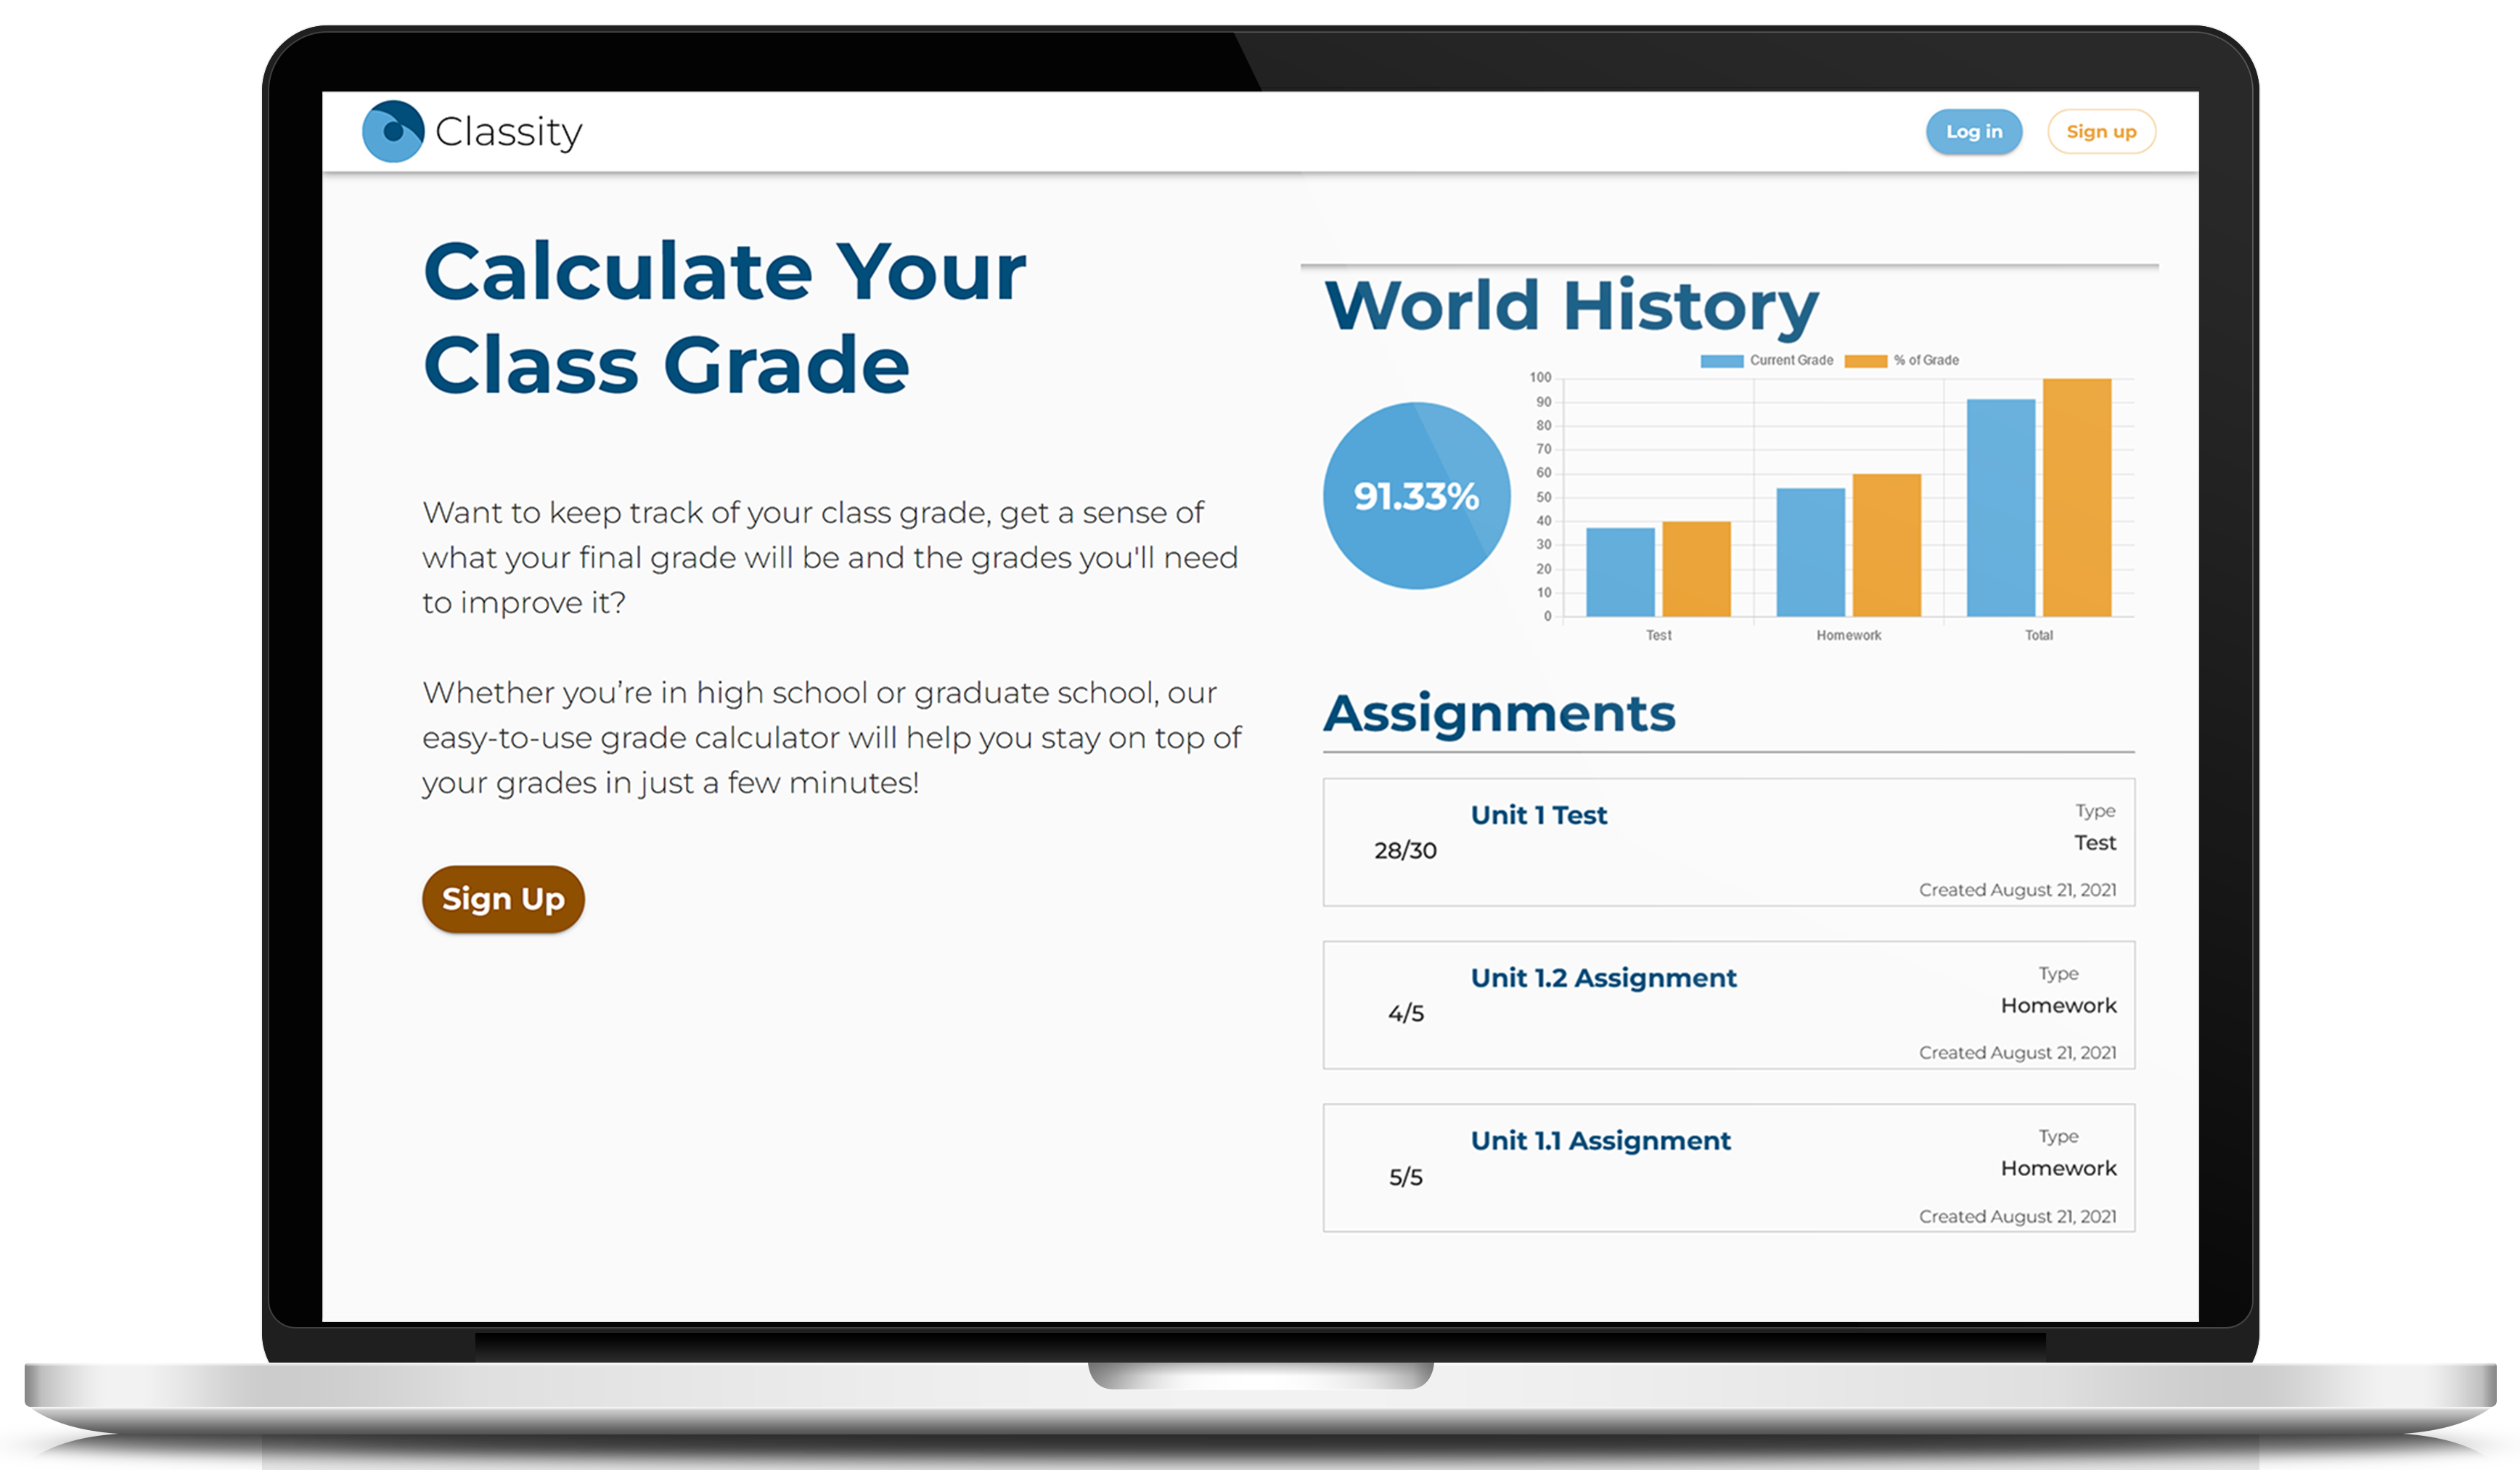 Classity
Log in
Sign up
Calculate Your
Class Grade
Want to keep track of your class grade, get a sense of
what your final grade will be and the grades you'll need
to improve it?
Whether you’re in high school or graduate school, our
easy-to-use grade calculator will help you stay on top of
your grades in just a few minutes!
Sign Up
World History
Current Grade
% of Grade
91.33%
100
90
80
70
60
50
40
30
20
10
0
Test
Homework
Total
Assignments
Unit 1 Test
28/30
Type
Test
Created August 21, 2021
Unit 1.2 Assignment
4/5
Type
Homework
Created August 21, 2021
Unit 1.1 Assignment
5/5
Type
Homework
Created August 21, 2021